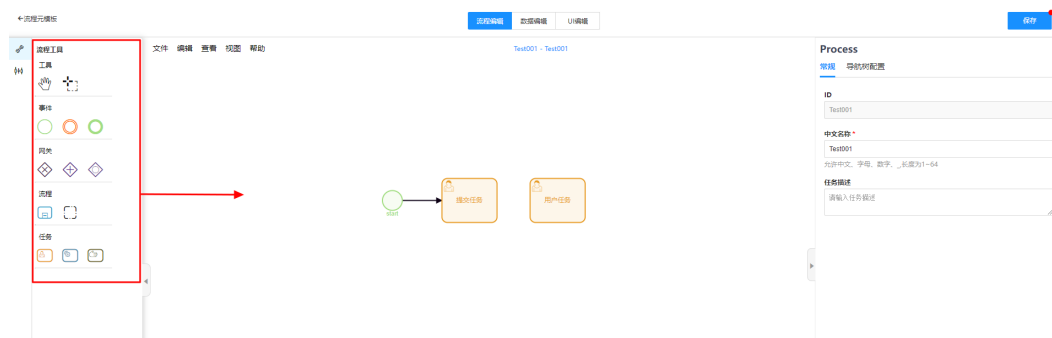 ←流程元模板
流程编辑 数据编辑 UI编辑
保存
流程工具
工具
事件
网关
流程
任务
文件 编辑 查看 视图 帮助
Test001 - Test001
start
提交任务
用户任务
Process
常规 导航树配置
ID
Test001
中文名称 *
Test001
允许中文、字母、数字、_,长度为1~64
任务描述
请输入任务描述